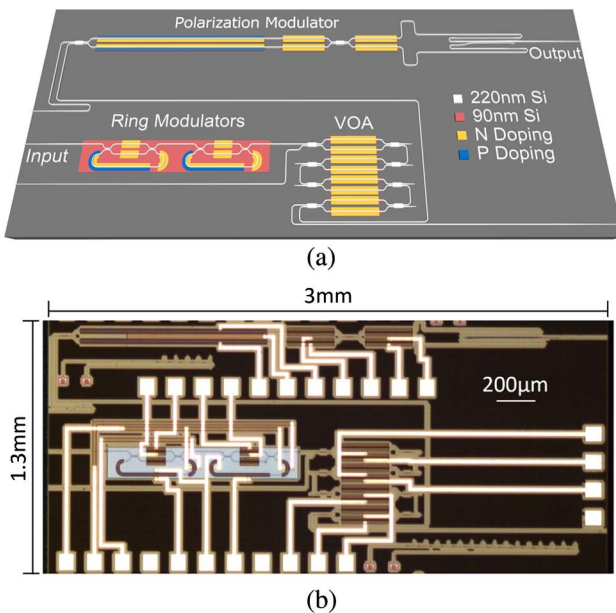 Polarization Modulator
Output
220nm Si
90nm Si
N Doping
P Doping
Ring Modulators
VOA
Input
(a)
3mm
1.3mm
200µm
(b)